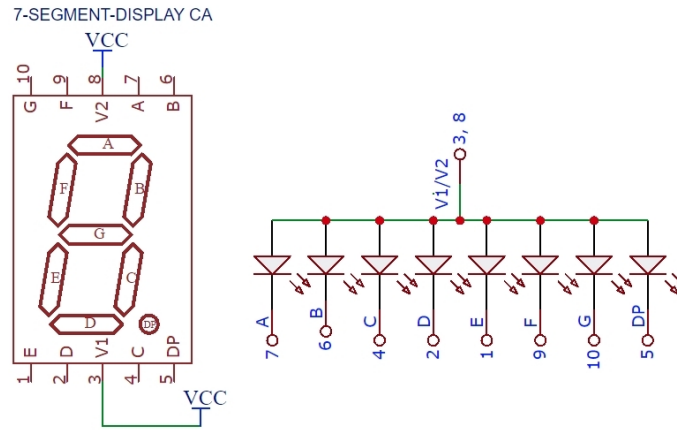 7-SEGMENT-DISPLAY CA
VCC
10 9 8 7 6
G F V2 A B
A
F B
G
E C
D DP
E D V1 C DP
1 2 3 4 5
VCC
3, 8
V1/V2
A B C D E F G DP
7 6 4 2 1 9 10 5